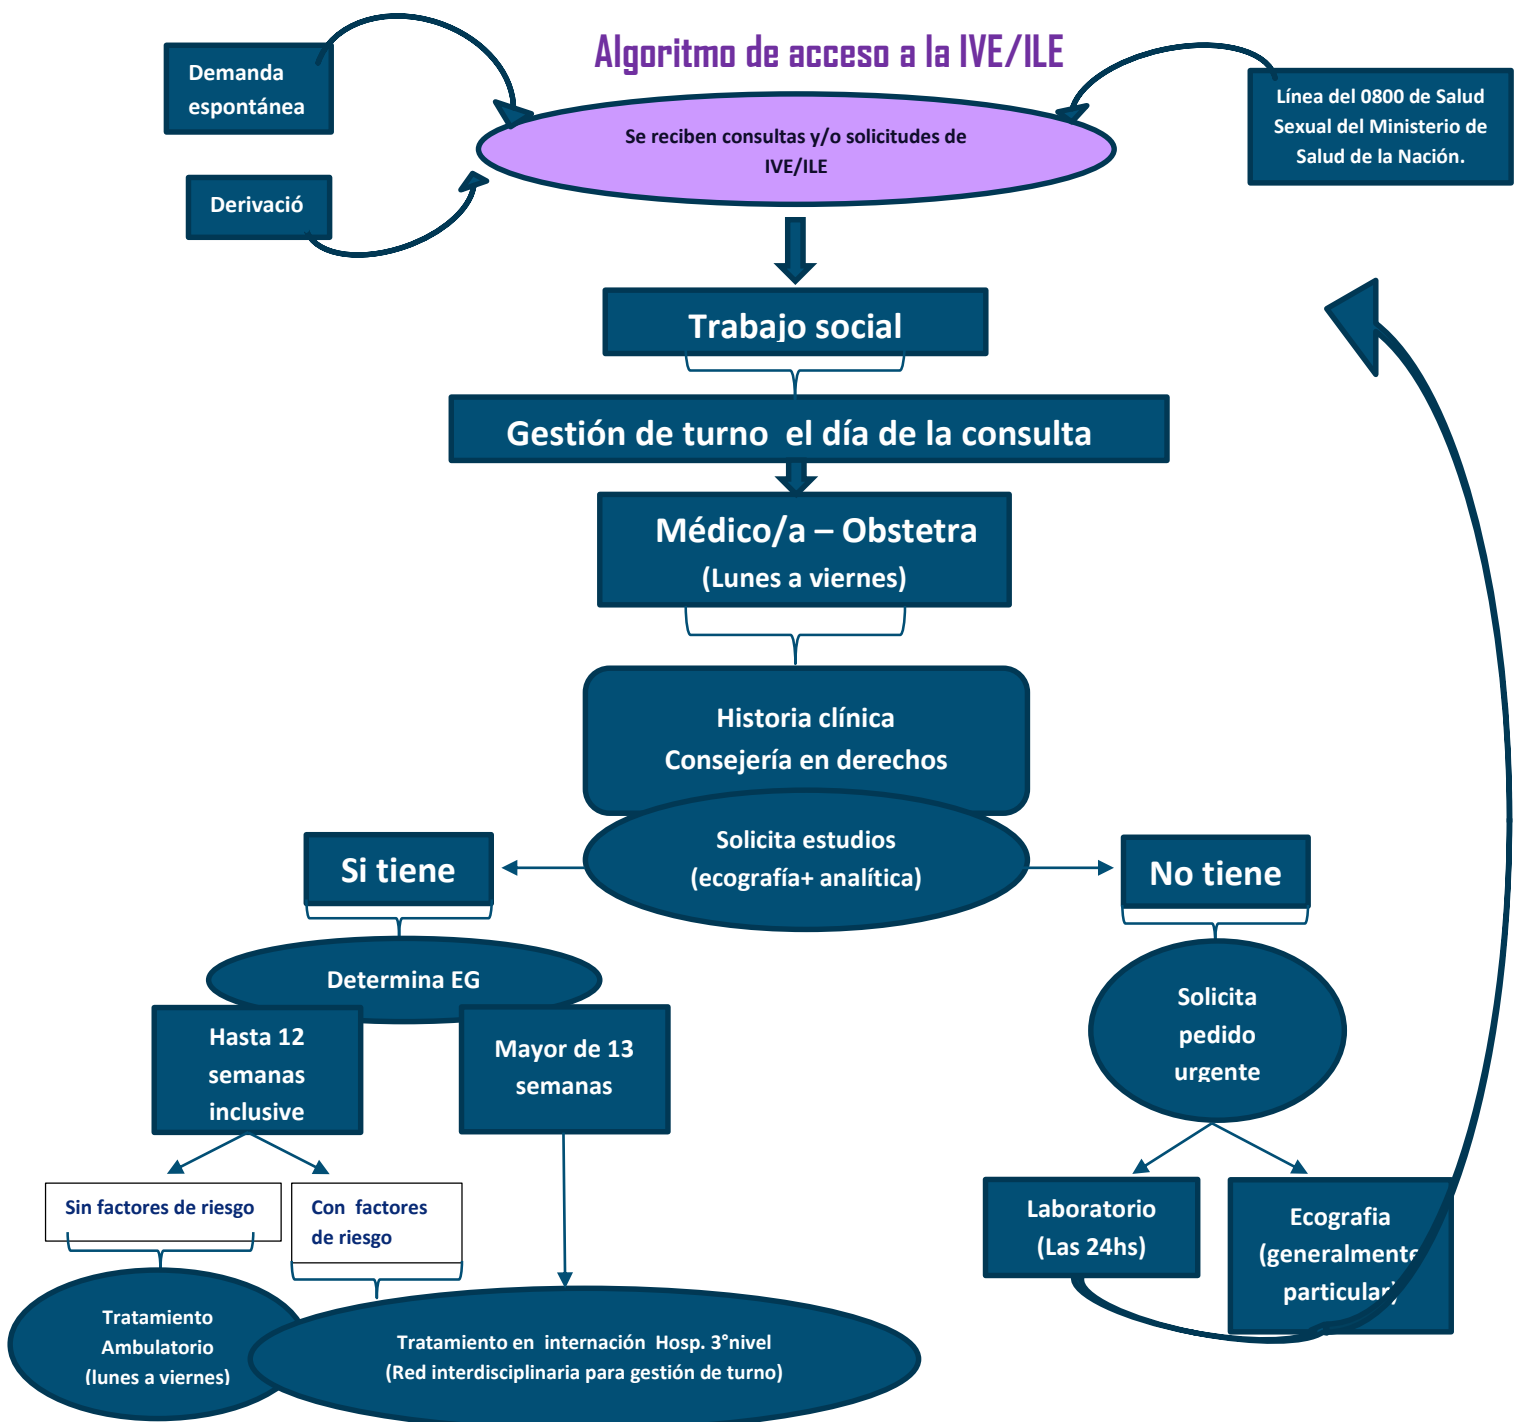 Algoritmo de acceso a la IVE/ILE
Demanda
espontánea
Línea del 0800 de Salud
Sexual del Ministerio de
Salud de la Nación.
Se reciben consultas y/o solicitudes de
IVE/ILE
Derivació
Trabajo social
Gestión de turno el día de la consulta
Médico/a – Obstetra
(Lunes a viernes)
Historia clínica
Consejería en derechos
Solicita estudios
(ecografía+ analítica)
Si tiene
No tiene
Determina EG
Hasta 12
semanas
inclusive
Mayor de 13
semanas
Solicita
pedido
urgente
Sin factores de riesgo
Con factores
de riesgo
Laboratorio
(Las 24hs)
Ecografia
(generalmente
particular)
Tratamiento
Ambulatorio
(lunes a viernes)
Tratamiento en internación Hosp. 3°nivel
(Red interdisciplinaria para gestión de turno)